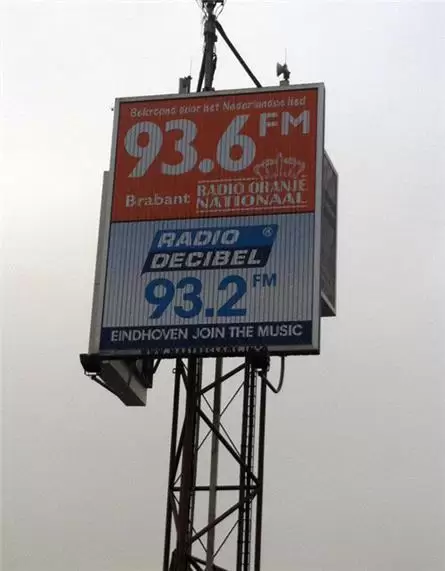 Bekroond door het Nederlandse lied
93.6 FM
Brabant RADIO ORANJE NATIONAAL
RADIO DECIBEL ®
93.2 FM
EINDHOVEN JOIN THE MUSIC